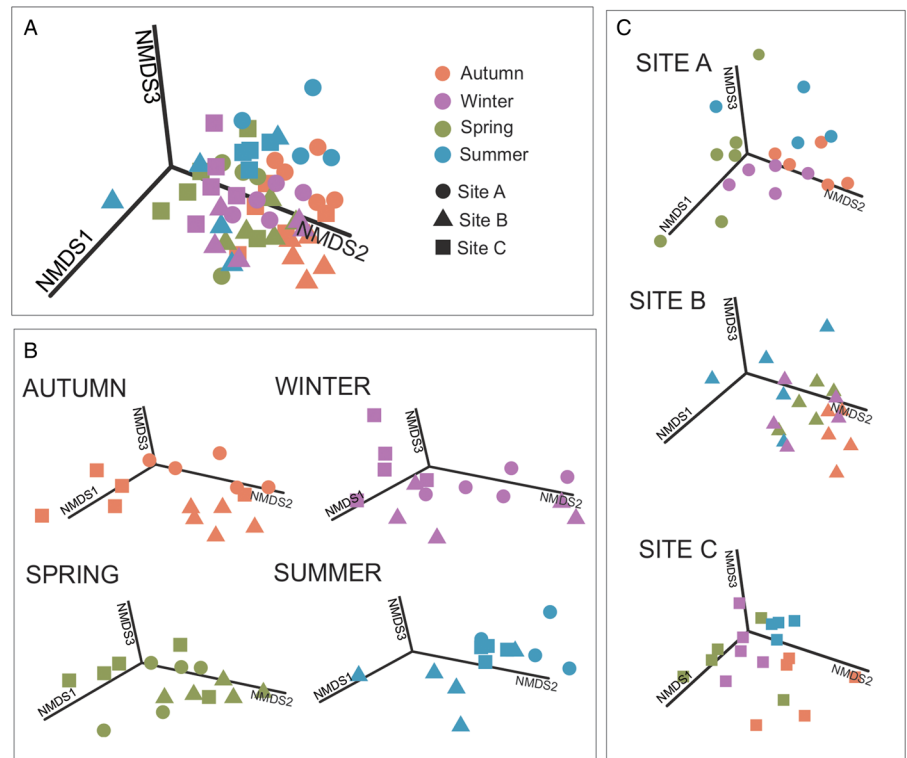 A
NMDS3
NMDS1
NMDS2
Autumn
Winter
Spring
Summer
Site A
Site B
Site C
B
AUTUMN
NMDS3
NMDS1
NMDS2
WINTER
NMDS3
NMDS1
NMDS2
SPRING
NMDS3
NMDS1
NMDS2
SUMMER
NMDS3
NMDS1
NMDS2
C
SITE A
NMDS3
NMDS1
NMDS2
SITE B
NMDS3
NMDS1
NMDS2
SITE C
NMDS3
NMDS1
NMDS2